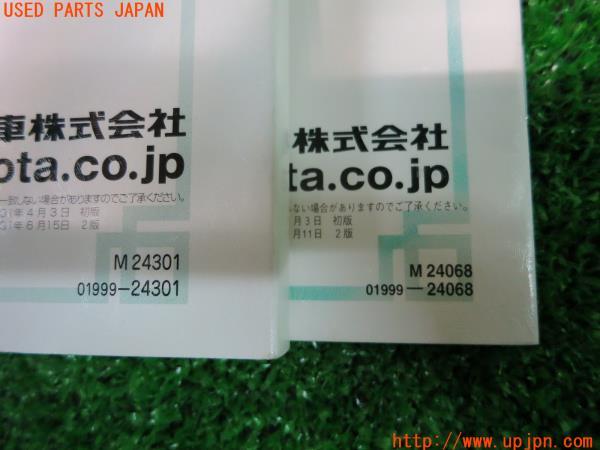 USED PARTS JAPAN
車株式会社
ota.co.jp
一致しない場合がありますのでご了承ください。
31年4月3日 初版
31年6月15日 2版
M 24301
01999-24301
株式会社
ta.co.jp
しない場合がありますのでご了承ください。
月3日 初版
月11日 2版
M 24068
01999-24068
http://www.upjpn.com/